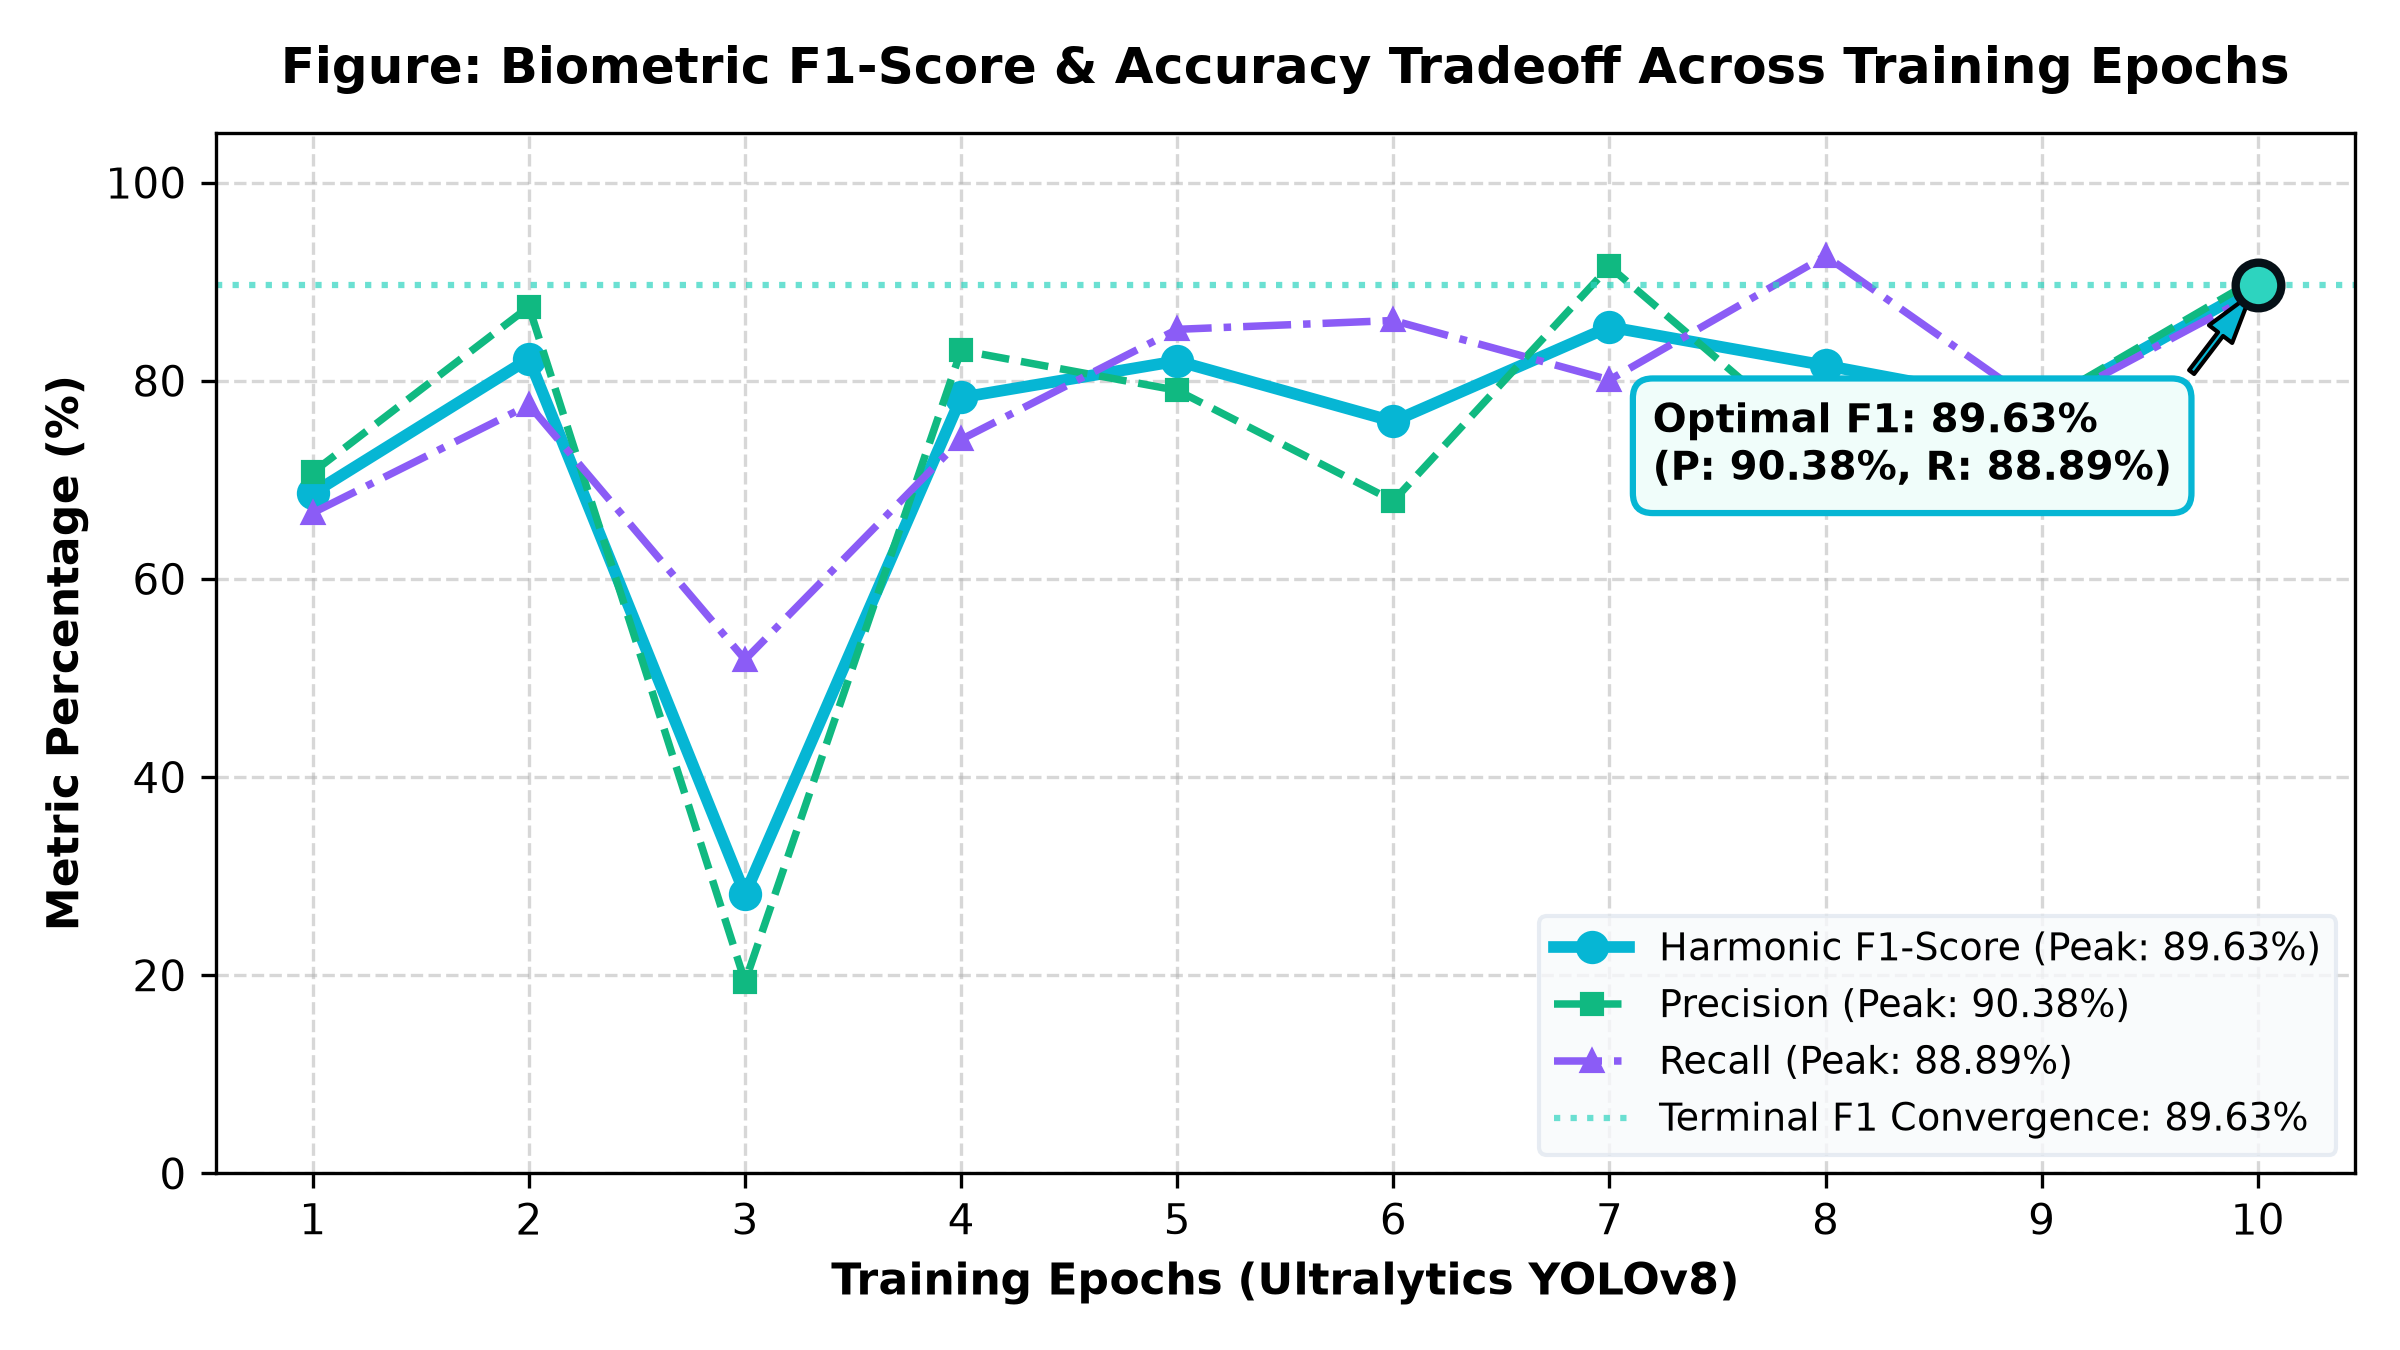 Figure: Biometric F1-Score & Accuracy Tradeoff Across Training Epochs
Metric Percentage (%)
100
80
60
40
20
0
Optimal F1: 89.63%
(P: 90.38%, R: 88.89%)
Harmonic F1-Score (Peak: 89.63%)
Precision (Peak: 90.38%)
Recall (Peak: 88.89%)
Terminal F1 Convergence: 89.63%
1 2 3 4 5 6 7 8 9 10
Training Epochs (Ultralytics YOLOv8)